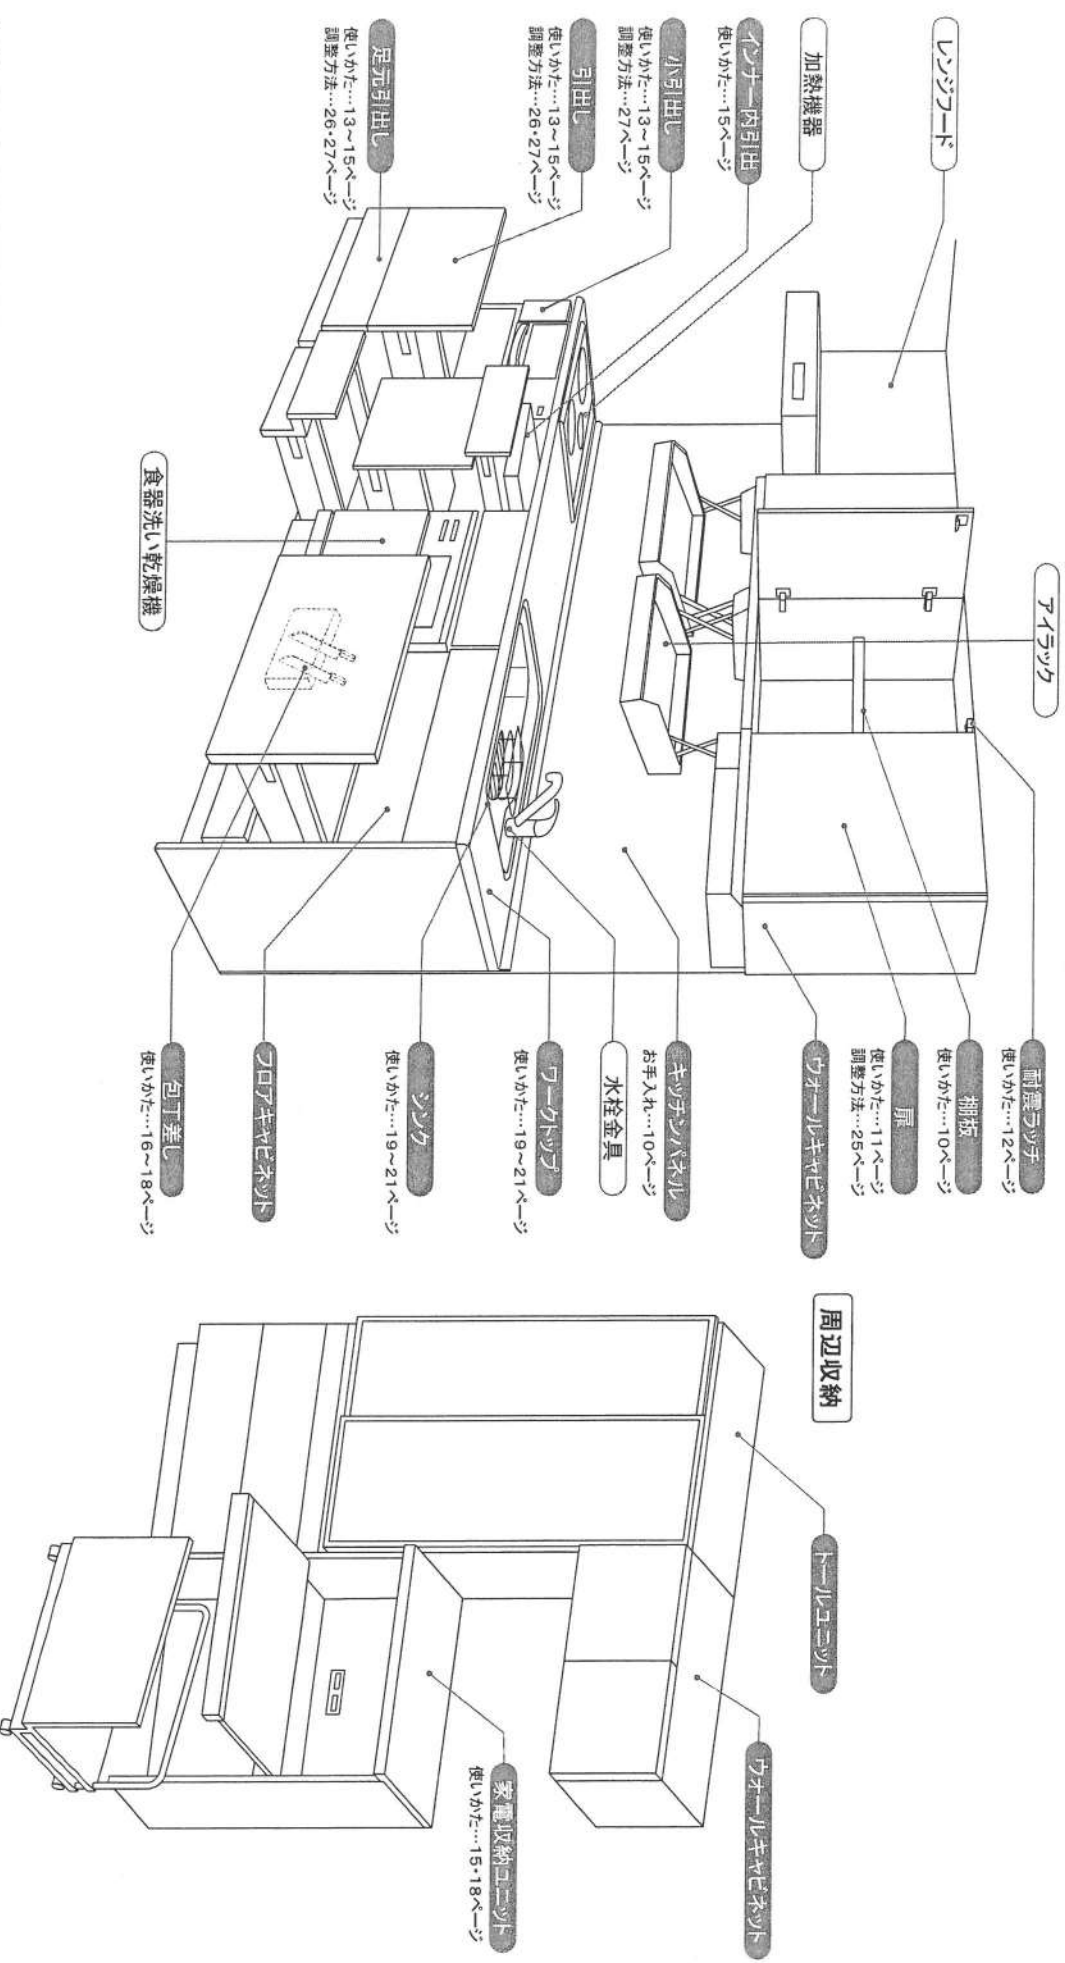 レンジフード
加熱機器
インナー内引出
使いかた…15ページ
小引出し
使いかた…13～15ページ
調整方法…27ページ
引出し
使いかた…13～15ページ
調整方法…26・27ページ
足元引出し
使いかた…13～15ページ
調整方法…26・27ページ
アイラック
食器洗い乾燥機
耐震ラッチ
使いかた…12ページ
棚板
使いかた…10ページ
扉
使いかた…11ページ
調整方法…25ページ
ウォールキャビネット
キッチンパネル
お手入れ…10ページ
水栓金具
ワークトップ
使いかた…19～21ページ
シンク
使いかた…19～21ページ
フロアキャビネット
包丁差し
使いかた…16～18ページ
周辺収納
トールユニット
ウォールキャビネット
家電収納ユニット
使いかた…15・18ページ